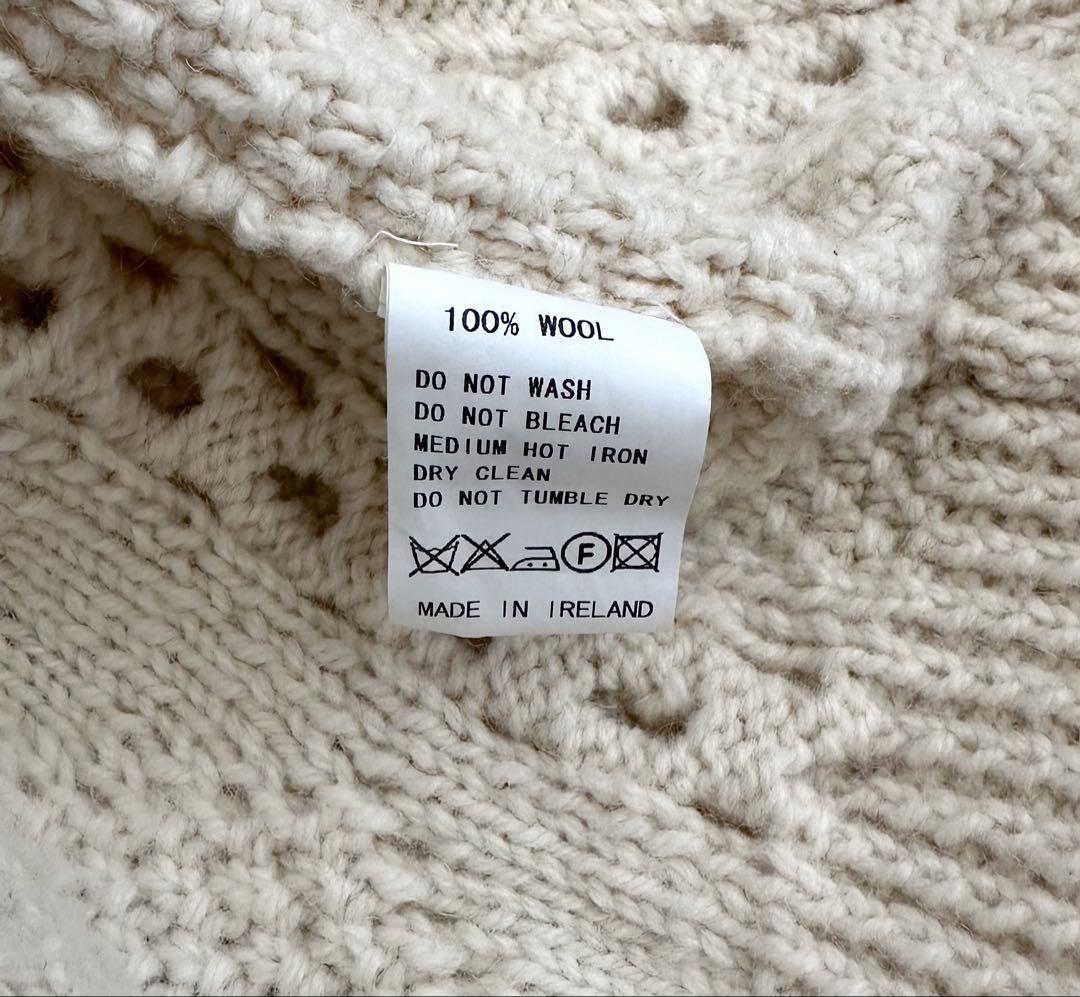 100% WOOL
DO NOT WASH
DO NOT BLEACH
MEDIUM HOT IRON
DRY CLEAN
DO NOT TUMBLE DRY
F
MADE IN IRELAND